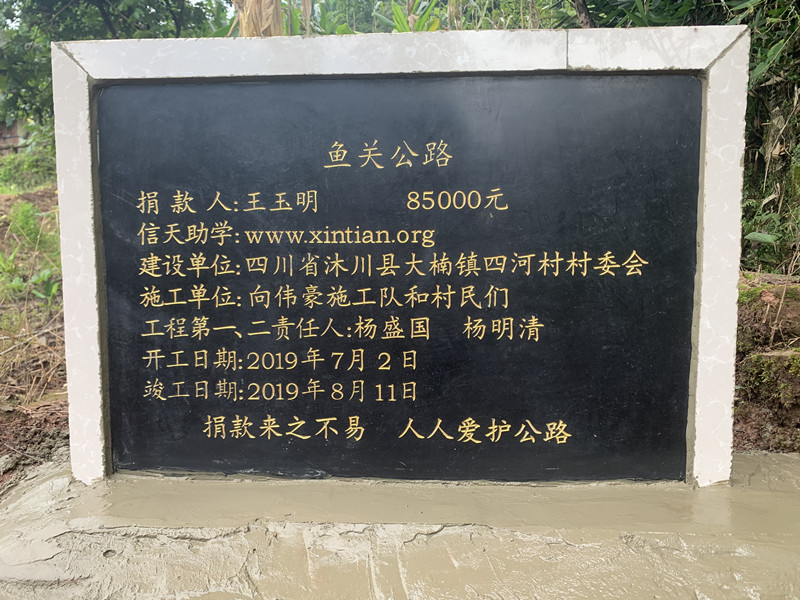 鱼关公路
捐款人:王玉明 85000元
信天助学:www.xintian.org
建设单位:四川省沐川县大楠镇四河村村委会
施工单位:向伟豪施工队和村民们
工程第一、二责任人:杨盛国 杨明清
开工日期:2019年7月2日
竣工日期:2019年8月11日
捐款来之不易 人人爱护公路